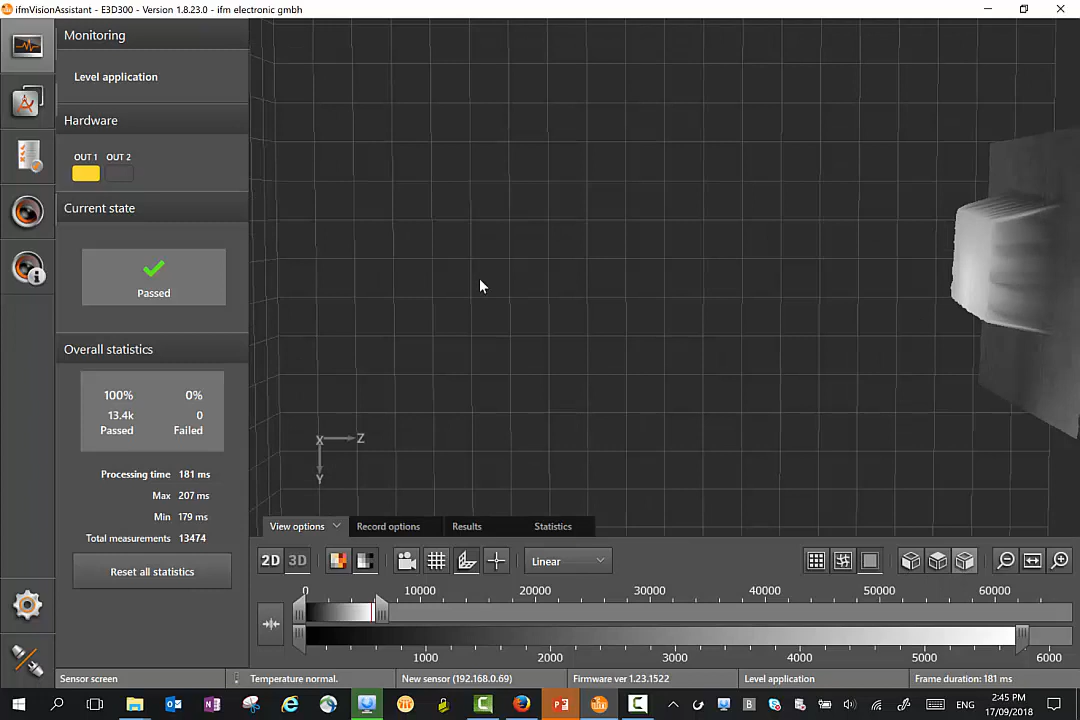 ifmVisionAssistant - E3D300 - Version 1.8.23.0 - ifm electronic gmbh
Monitoring
Level application
Hardware
OUT 1 OUT 2
Current state
Passed
Overall statistics
100% 0%
13.4k 0
Passed Failed
Processing time 181 ms
Max 207 ms
Min 179 ms
Total measurements 13474
Reset all statistics
X Z
Y
View options Record options Results Statistics
2D 3D Linear
0 10000 20000 30000 40000 50000 60000
1000 2000 3000 4000 5000 6000
Sensor screen Temperature normal. New sensor (192.168.0.69) Firmware ver 1.23.1522 Level application Frame duration: 181 ms
ENG
2:45 PM
17/09/2018